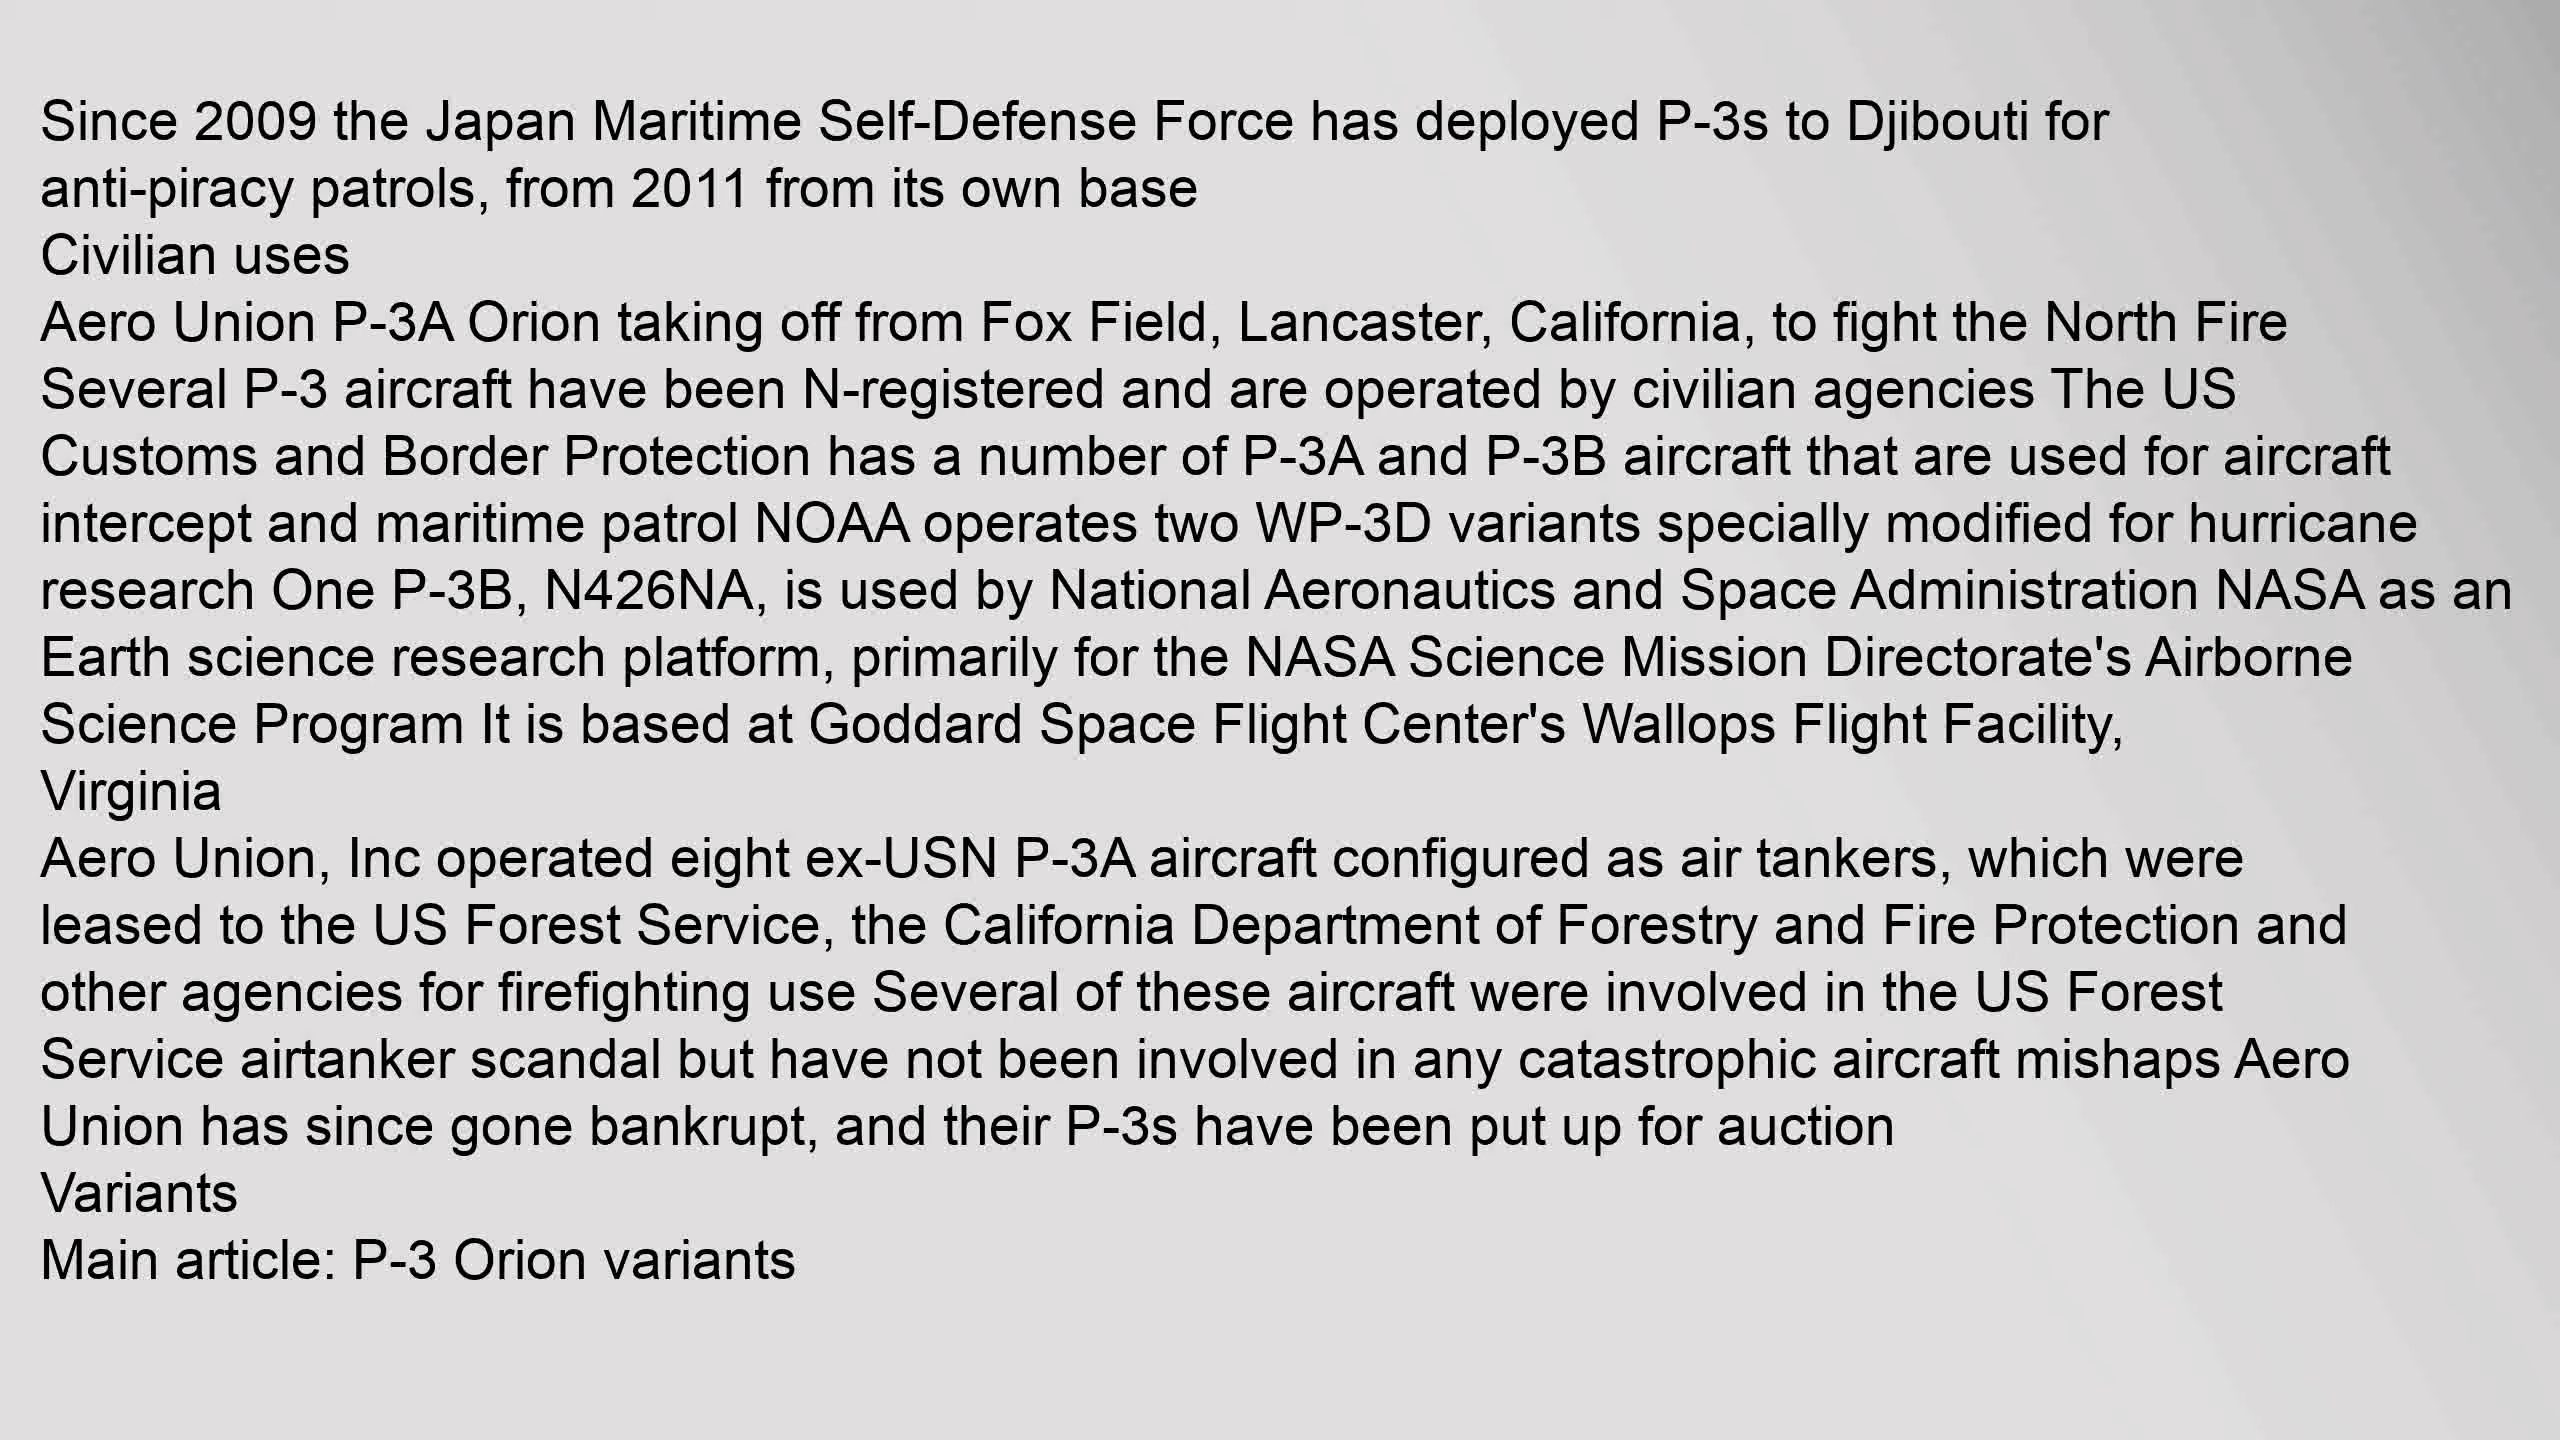 Since 2009 the Japan Maritime Self-Defense Force has deployed P-3s to Djibouti for
anti-piracy patrols, from 2011 from its own base
Civilian uses
Aero Union P-3A Orion taking off from Fox Field, Lancaster, California, to fight the North Fire
Several P-3 aircraft have been N-registered and are operated by civilian agencies The US
Customs and Border Protection has a number of P-3A and P-3B aircraft that are used for aircraft
intercept and maritime patrol NOAA operates two WP-3D variants specially modified for hurricane
research One P-3B, N426NA, is used by National Aeronautics and Space Administration NASA as an
Earth science research platform, primarily for the NASA Science Mission Directorate's Airborne
Science Program It is based at Goddard Space Flight Center's Wallops Flight Facility,
Virginia
Aero Union, Inc operated eight ex-USN P-3A aircraft configured as air tankers, which were
leased to the US Forest Service, the California Department of Forestry and Fire Protection and
other agencies for firefighting use Several of these aircraft were involved in the US Forest
Service airtanker scandal but have not been involved in any catastrophic aircraft mishaps Aero
Union has since gone bankrupt, and their P-3s have been put up for auction
Variants
Main article: P-3 Orion variants